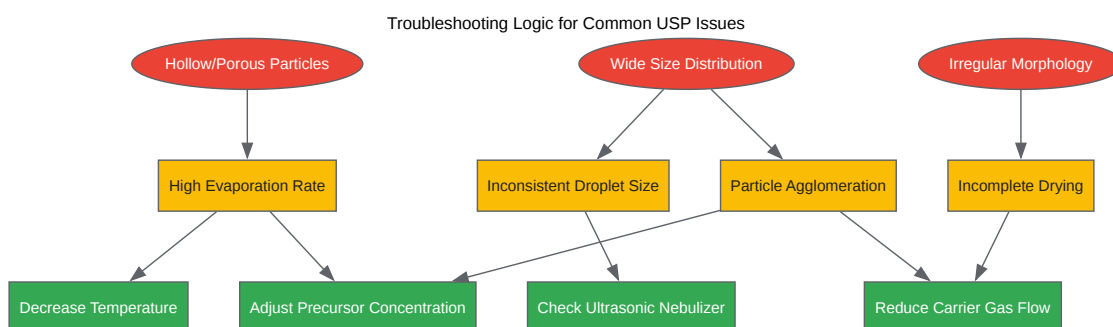 Troubleshooting Logic for Common USP Issues
Hollow/Porous Particles
Wide Size Distribution
Irregular Morphology
High Evaporation Rate
Inconsistent Droplet Size
Particle Agglomeration
Incomplete Drying
Decrease Temperature
Adjust Precursor Concentration
Check Ultrasonic Nebulizer
Reduce Carrier Gas Flow